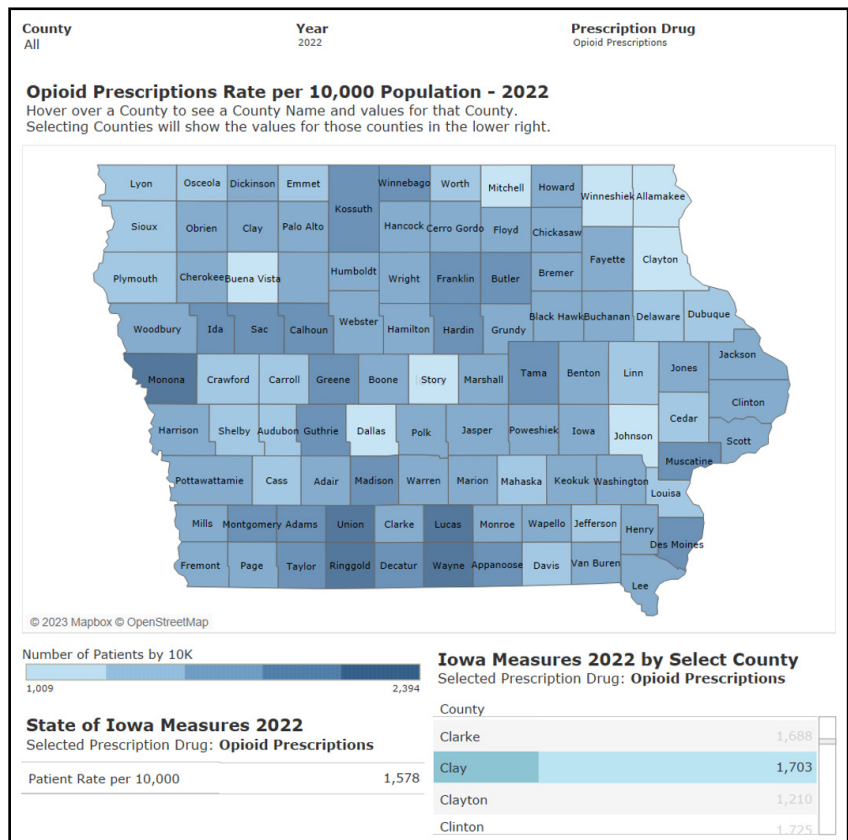 County Year Prescription Drug
All 2022 Opioid Prescriptions
Opioid Prescriptions Rate per 10,000 Population - 2022
Hover over a County to see a County Name and values for that County.
Selecting Counties will show the values for those counties in the lower right.
Lyon Osceola Dickinson Emmet Kossuth Winnebago Worth Mitchell Howard Winneshiek Allamakee
Sioux Obrien Clay Palo Alto Hancock Cerro Gordo Floyd Chickasaw
Plymouth Cherokee Buena Vista Humboldt Wright Franklin Butler Bremer Fayette Clayton
Woodbury Ida Sac Calhoun Webster Hamilton Hardin Grundy Black Hawk Buchanan Delaware Dubuque
Monona Crawford Carroll Greene Boone Story Marshall Tama Benton Linn Jones Jackson
Harrison Shelby Audubon Guthrie Dallas Polk Jasper Poweshiek Iowa Johnson Cedar Clinton
Scott
Pottawattamie Cass Adair Madison Warren Marion Mahaska Keokuk Washington Muscatine
Louisa
Mills Montgomery Adams Union Clarke Lucas Monroe Wapello Jefferson Henry Des Moines
Fremont Page Taylor Ringgold Decatur Wayne Appanoose Davis Van Buren Lee
© 2023 Mapbox © OpenStreetMap
Number of Patients by 10K
1,009 2,394
State of Iowa Measures 2022
Selected Prescription Drug: Opioid Prescriptions
Patient Rate per 10,000 1,578
Iowa Measures 2022 by Select County
Selected Prescription Drug: Opioid Prescriptions
County
Clarke 1,688
Clay 1,703
Clayton 1,210
Clinton 1,725